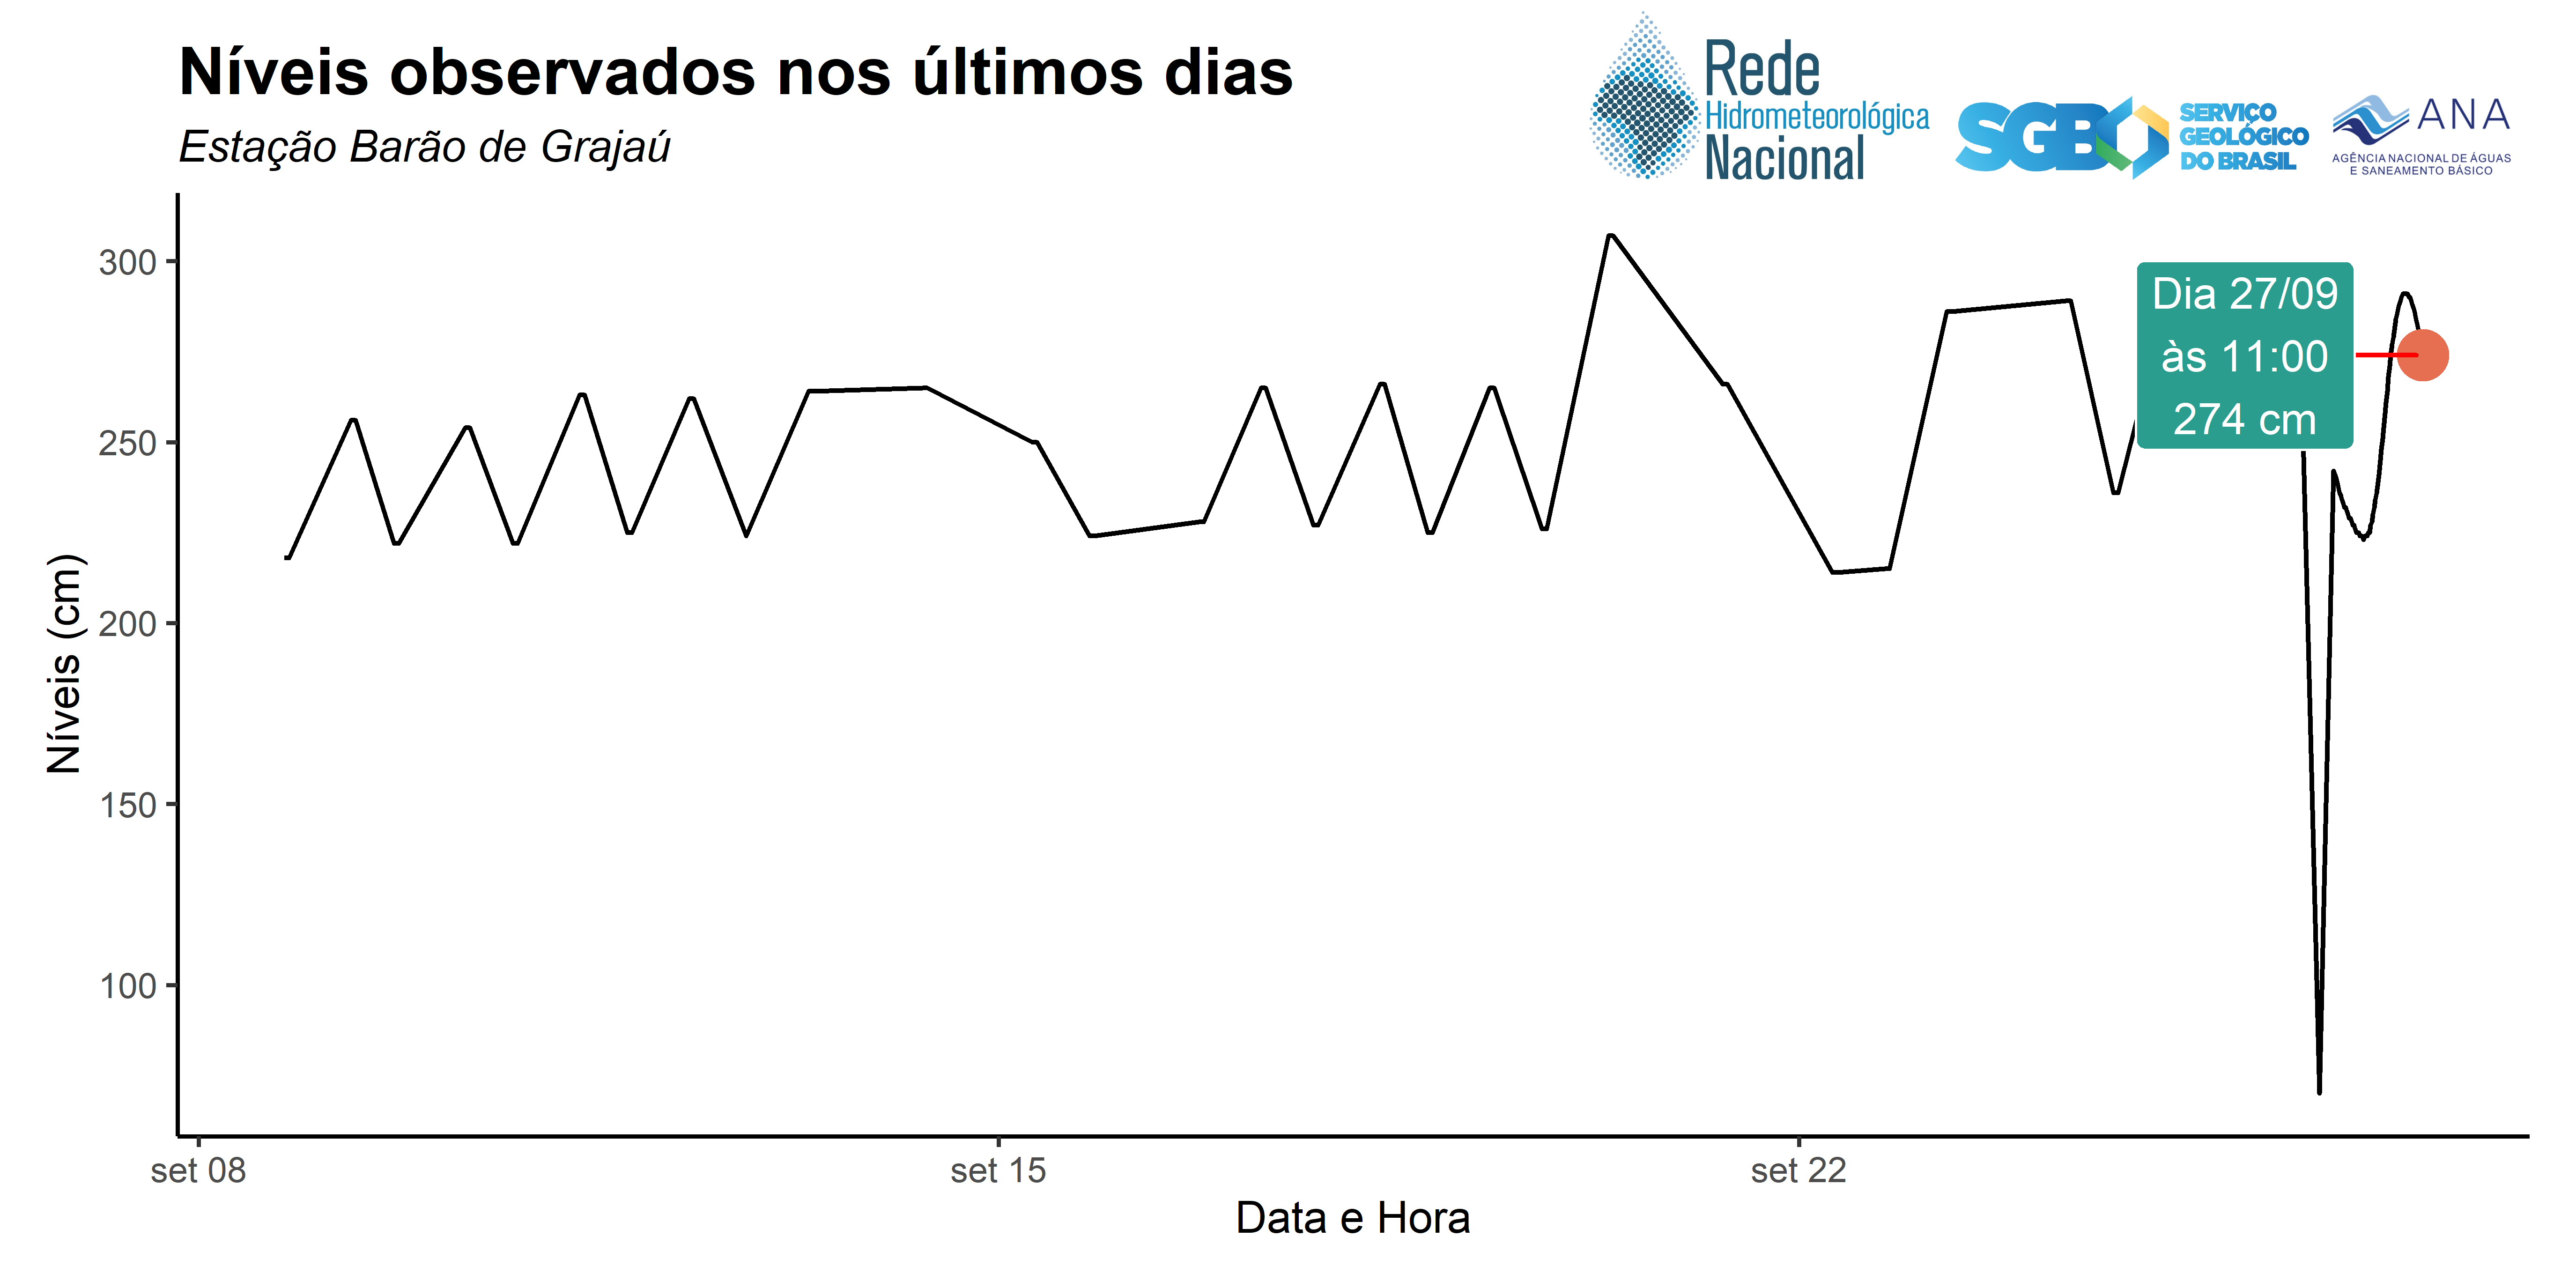 Níveis observados nos últimos dias
Estação Barão de Grajaú
Rede
Hidrometeorológica
Nacional
SGB
SERVIÇO
GEOLÓGICO
DO BRASIL
ANA
AGÊNCIA NACIONAL DE ÁGUAS
E SANEAMENTO BÁSICO
Níveis (cm)
300
250
200
150
100
Dia 27/09
às 11:00
274 cm
set 08
set 15
set 22
Data e Hora